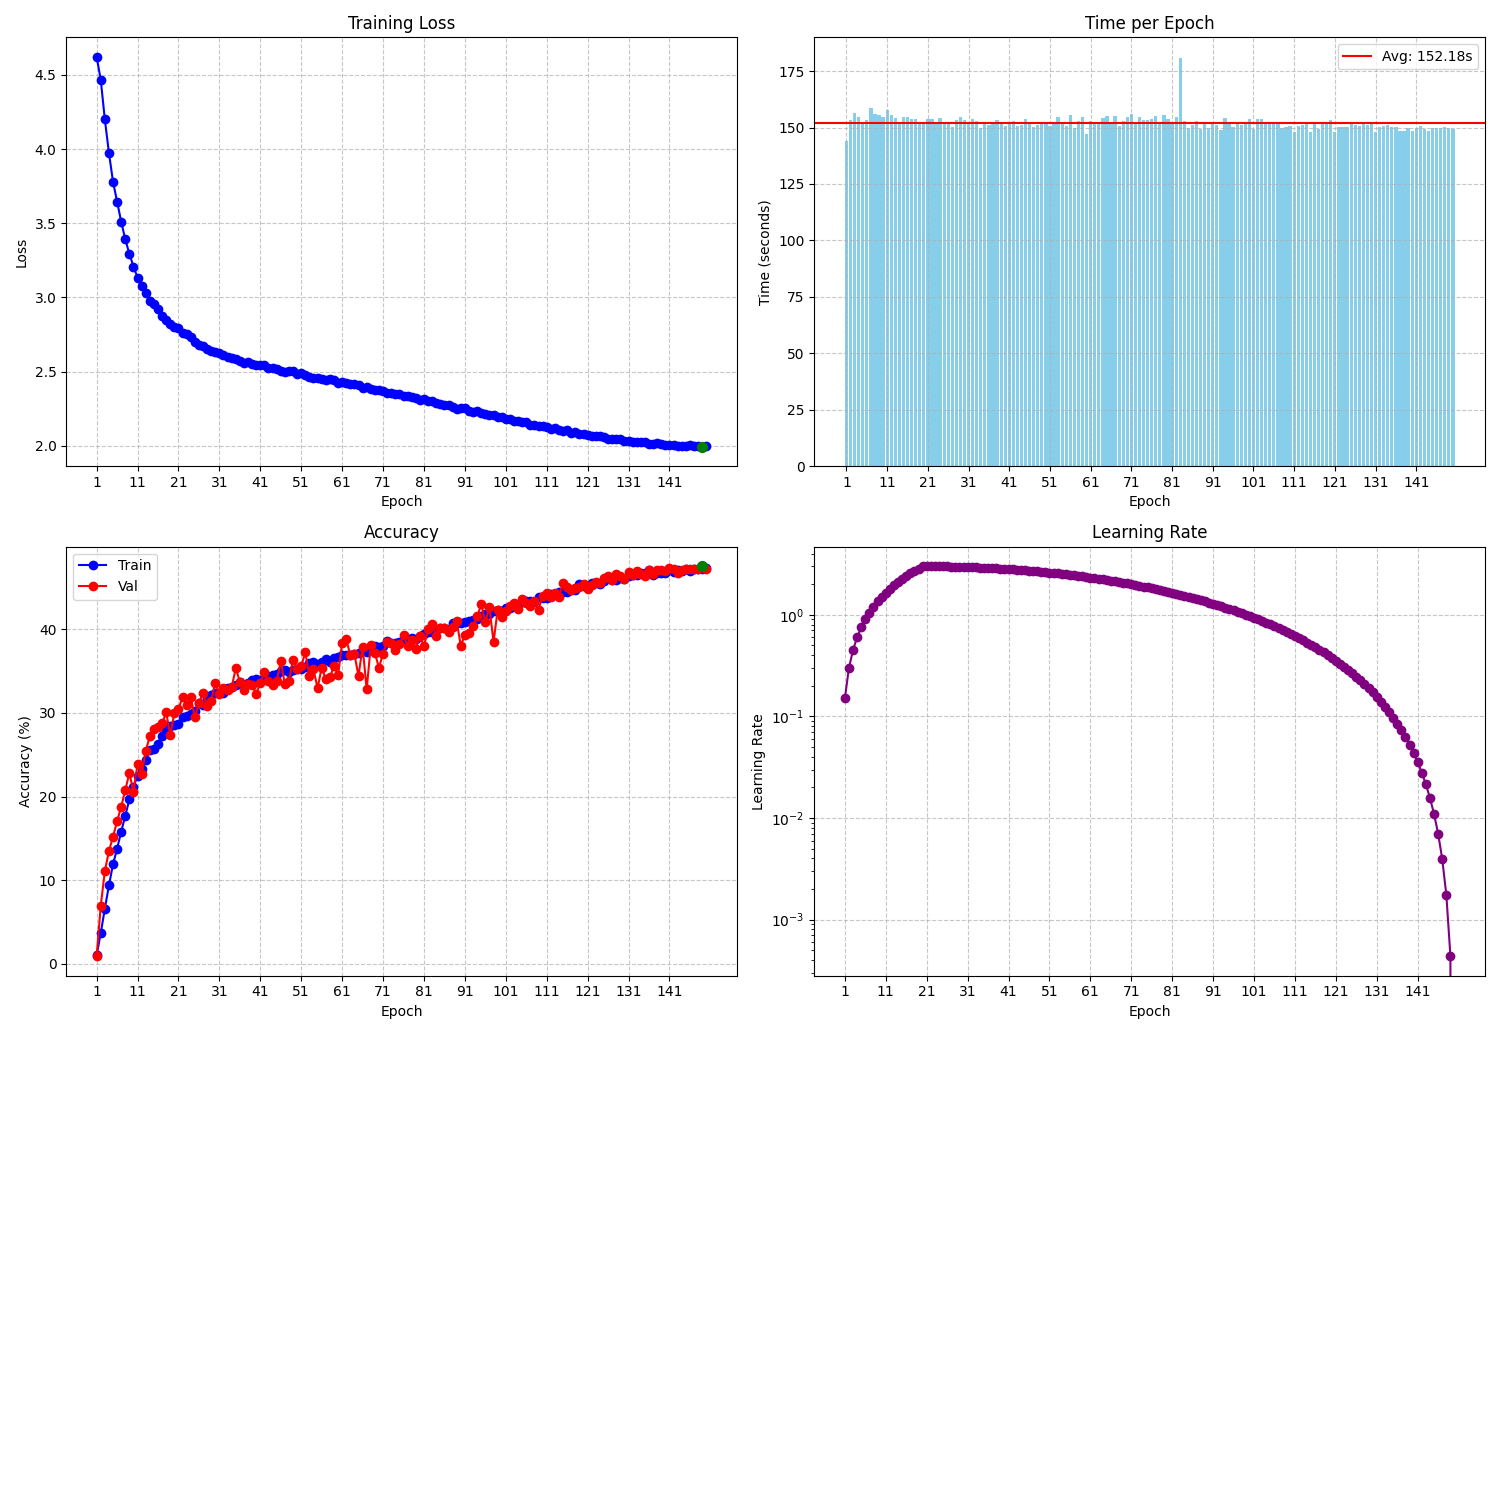 Training Loss
Loss
4.5
4.0
3.5
3.0
2.5
2.0
1 11 21 31 41 51 61 71 81 91 101 111 121 131 141
Epoch
Time per Epoch
Time (seconds)
175
150
125
100
75
50
25
0
Avg: 152.18s
1 11 21 31 41 51 61 71 81 91 101 111 121 131 141
Epoch
Accuracy
Accuracy (%)
Train
Val
40
30
20
10
0
1 11 21 31 41 51 61 71 81 91 101 111 121 131 141
Epoch
Learning Rate
Learning Rate
10⁰
10⁻¹
10⁻²
10⁻³
1 11 21 31 41 51 61 71 81 91 101 111 121 131 141
Epoch